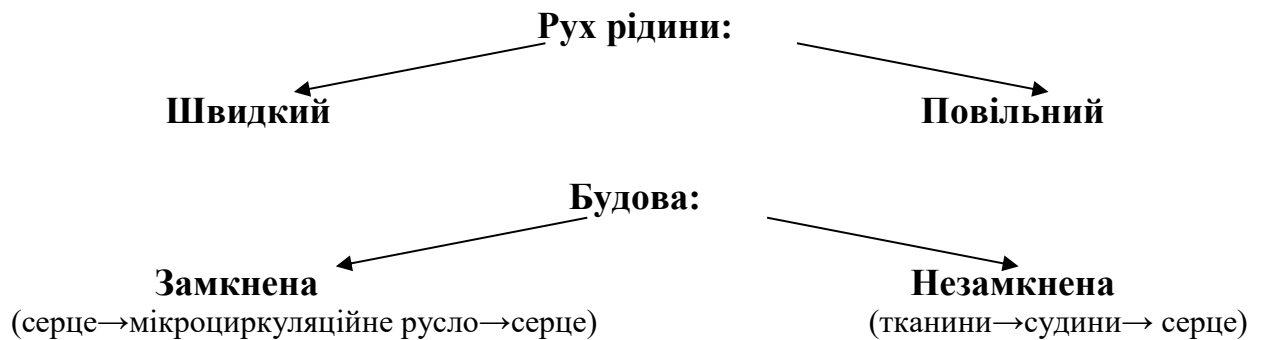 Рух рідини:
Швидкий Повільний
Будова:
Замкнена Незамкнена
(серце→мікроциркуляційне русло→серце) (тканини→судини→ серце)